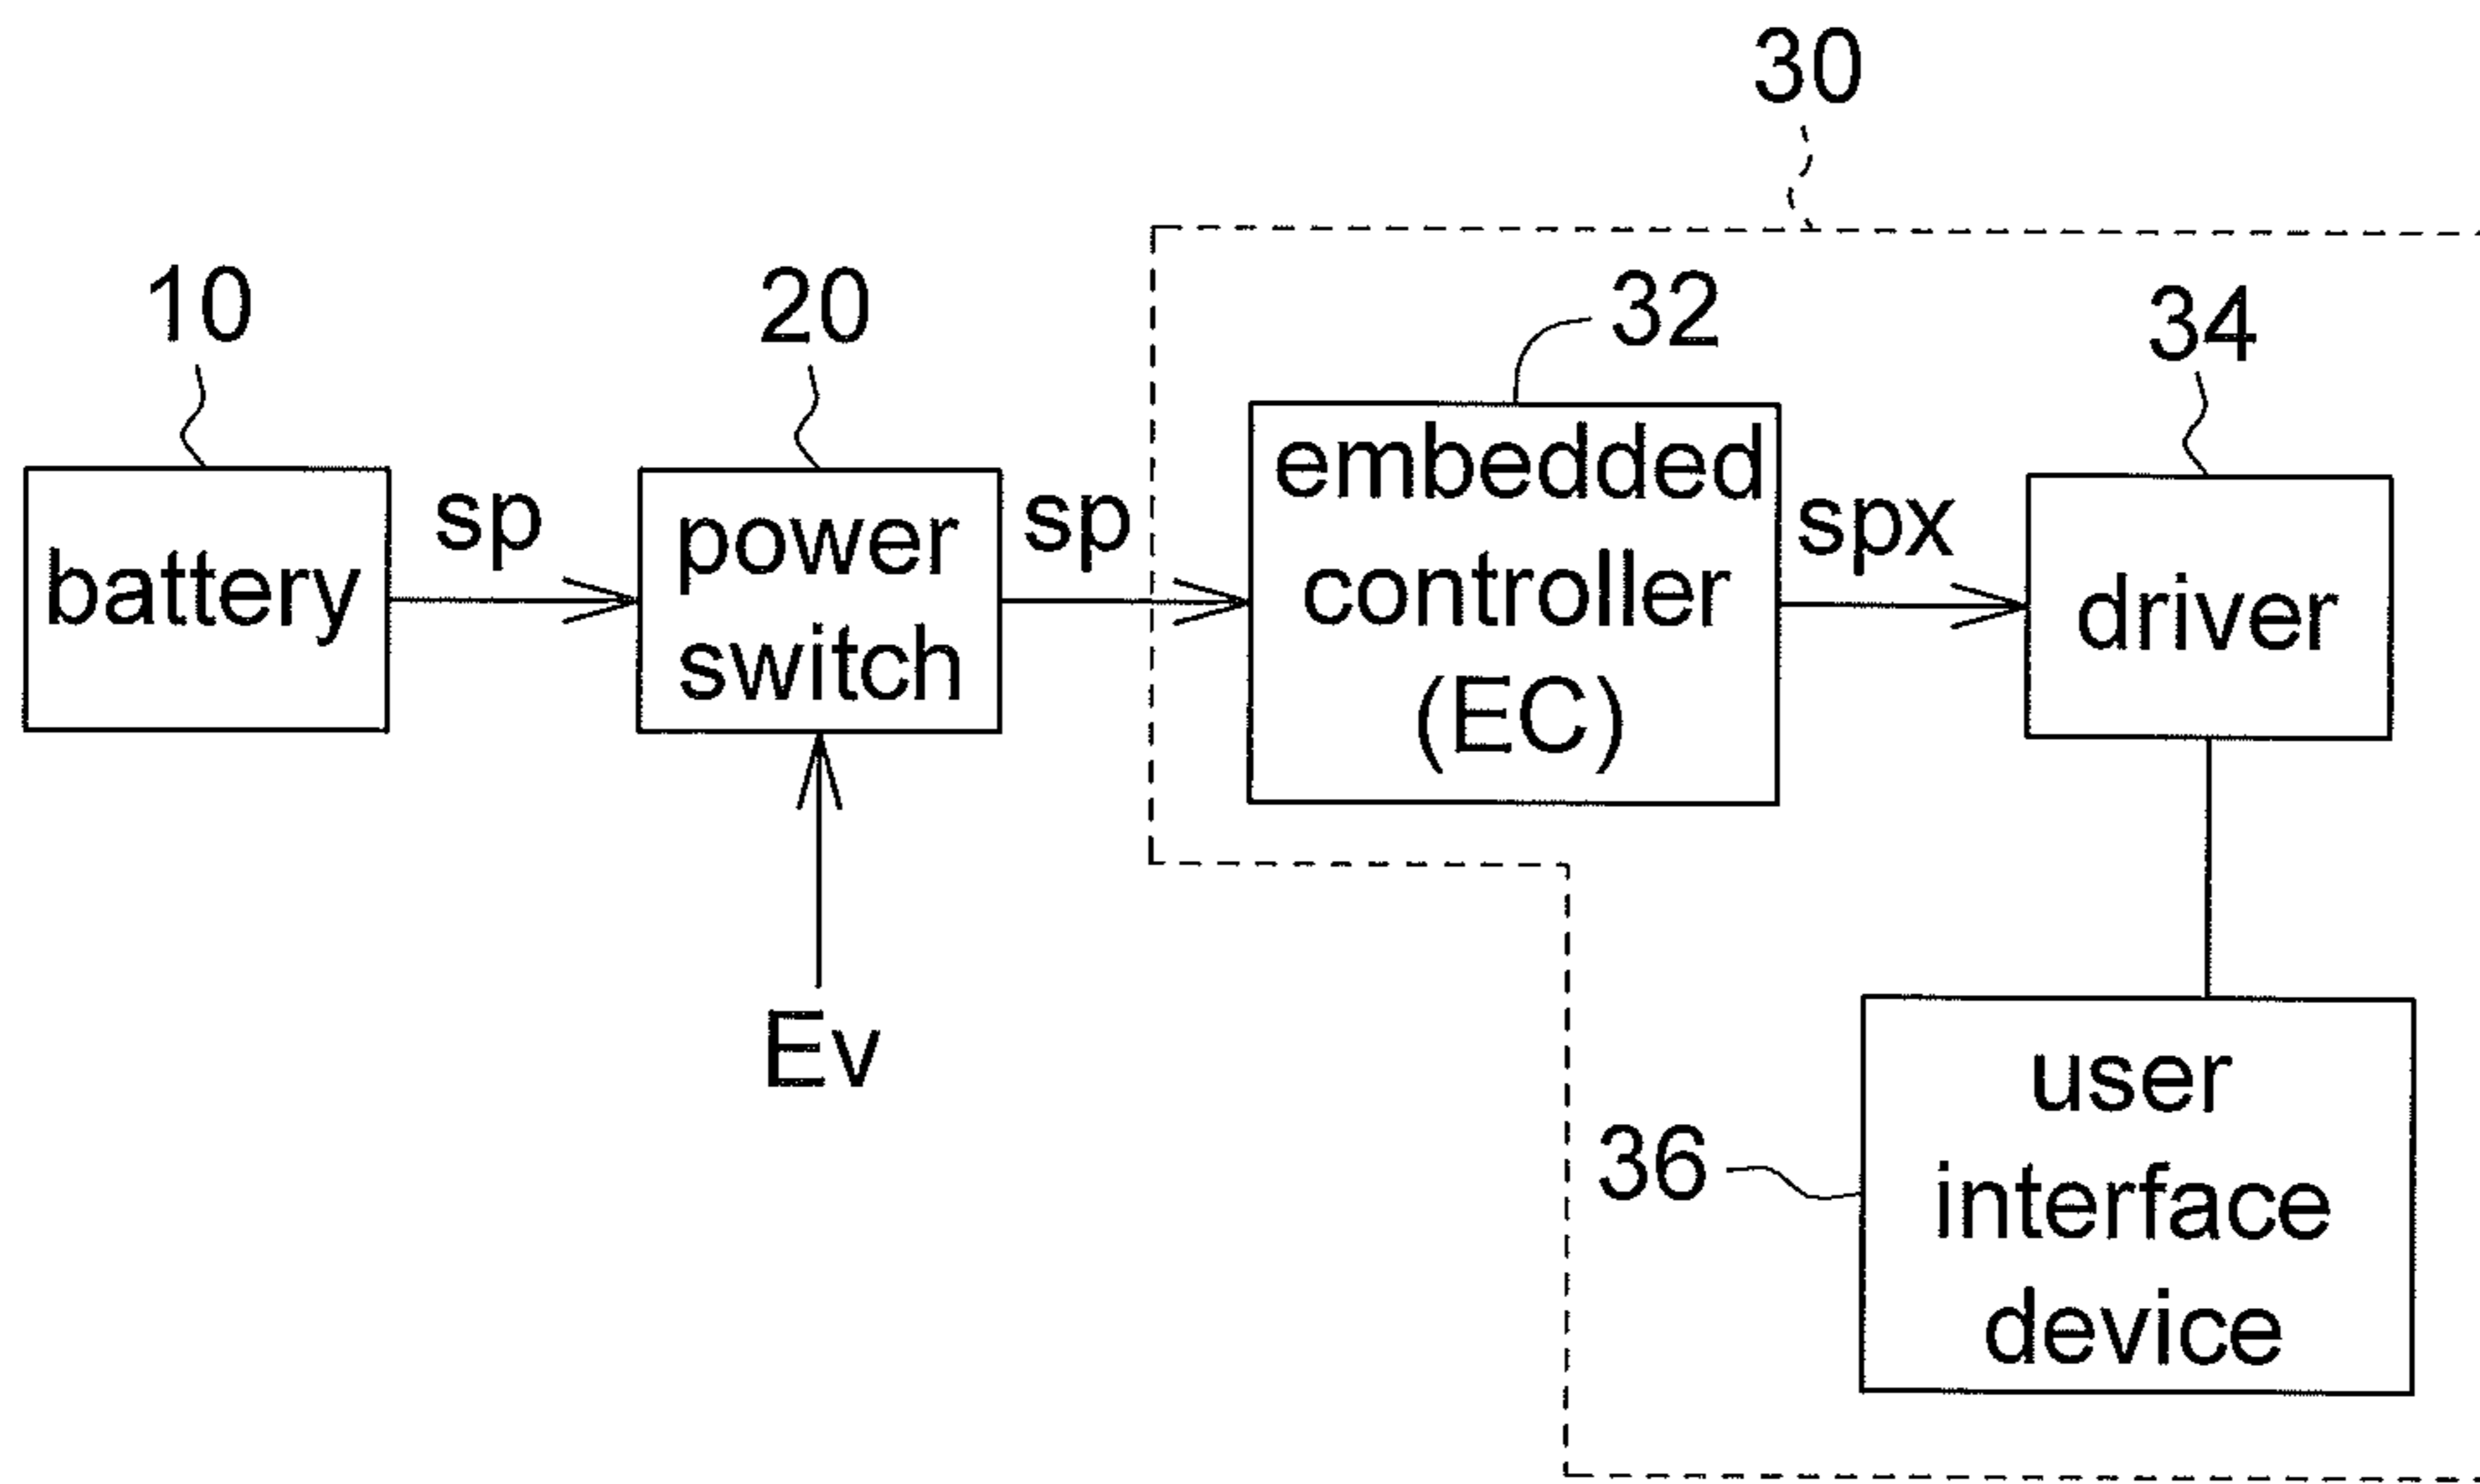 30
10
20
32
34
battery
sp
power
switch
sp
embedded
controller
(EC)
spx
driver
Ev
36
user
interface
device